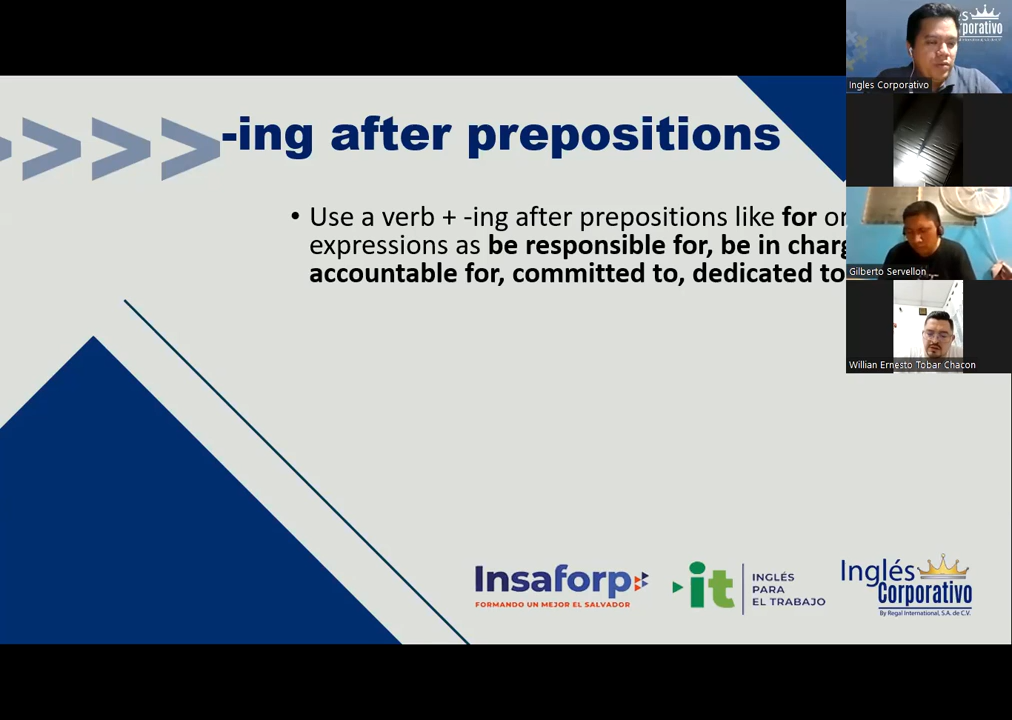 -ing after prepositions
• Use a verb + -ing after prepositions like for or
expressions as be responsible for, be in charg
accountable for, committed to, dedicated to
Insaforp
FORMANDO UN MEJOR EL SALVADOR
it
INGLÉS
PARA
EL TRABAJO
Inglés
Corporativo
By Regal International, S.A. de C.V.
orporativo
Ingles Corporativo
Gilberto Servellon
Willian Ernesto Tobar Chacon